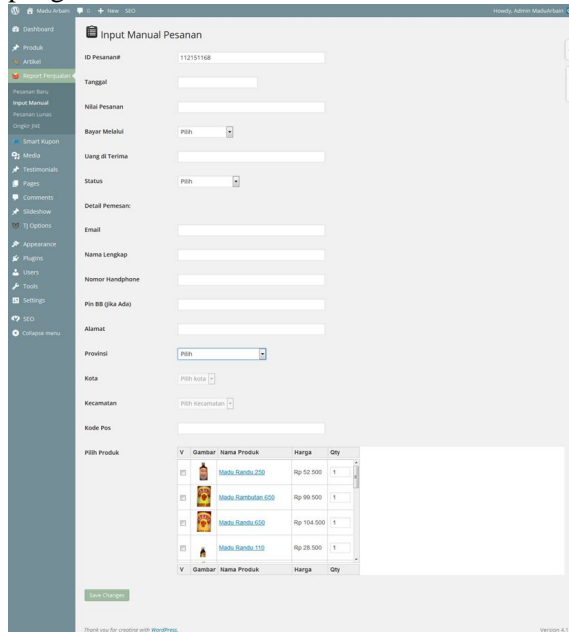 Madu Arbain 0 + New SEO Howdy, Admin MaduArbain
Dashboard
Produk
Artikel
Report Penjualan
Pesanan Baru
Input Manual
Pesanan Lunas
Ongkir JNE
Smart Kupon
Media
Testimonials
Pages
Comments
Slideshow
TJ Options
Appearance
Plugins
Users
Tools
Settings
SEO
Collapse menu
Input Manual Pesanan
ID Pesanan# 112151168
Tanggal
Nilai Pesanan
Bayar Melalui Pilih
Uang di Terima
Status Pilih
Detail Pemesan:
Email
Nama Lengkap
Nomor Handphone
Pin BB (Jika Ada)
Alamat
Provinsi Pilih
Kota Pilih kota
Kecamatan Pilih Kecamatan
Kode Pos
Pilih Produk
V Gambar Nama Produk Harga Qty
Madu Randu 250 Rp 52.500 1
Madu Rambutan 650 Rp 99.500 1
Madu Randu 650 Rp 104.500 1
Madu Randu 110 Rp 28.500 1
V Gambar Nama Produk Harga Qty
Save Changes
Thank you for creating with WordPress. Version 4.1